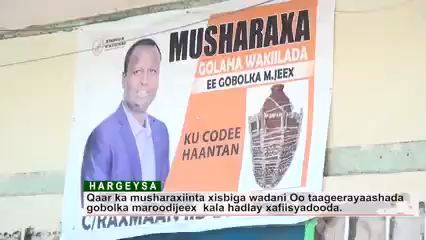 MUSHARAXA
GOLAHA WAKIILADA
EE GOBOLKA M.JEEX
KU CODEE
HAANTAN
HARGEYSA
Qaar ka musharaxiinta xisbiga wadani Oo taageerayaashada
gobolka maroodijeex kala hadlay xafiisyadooda.